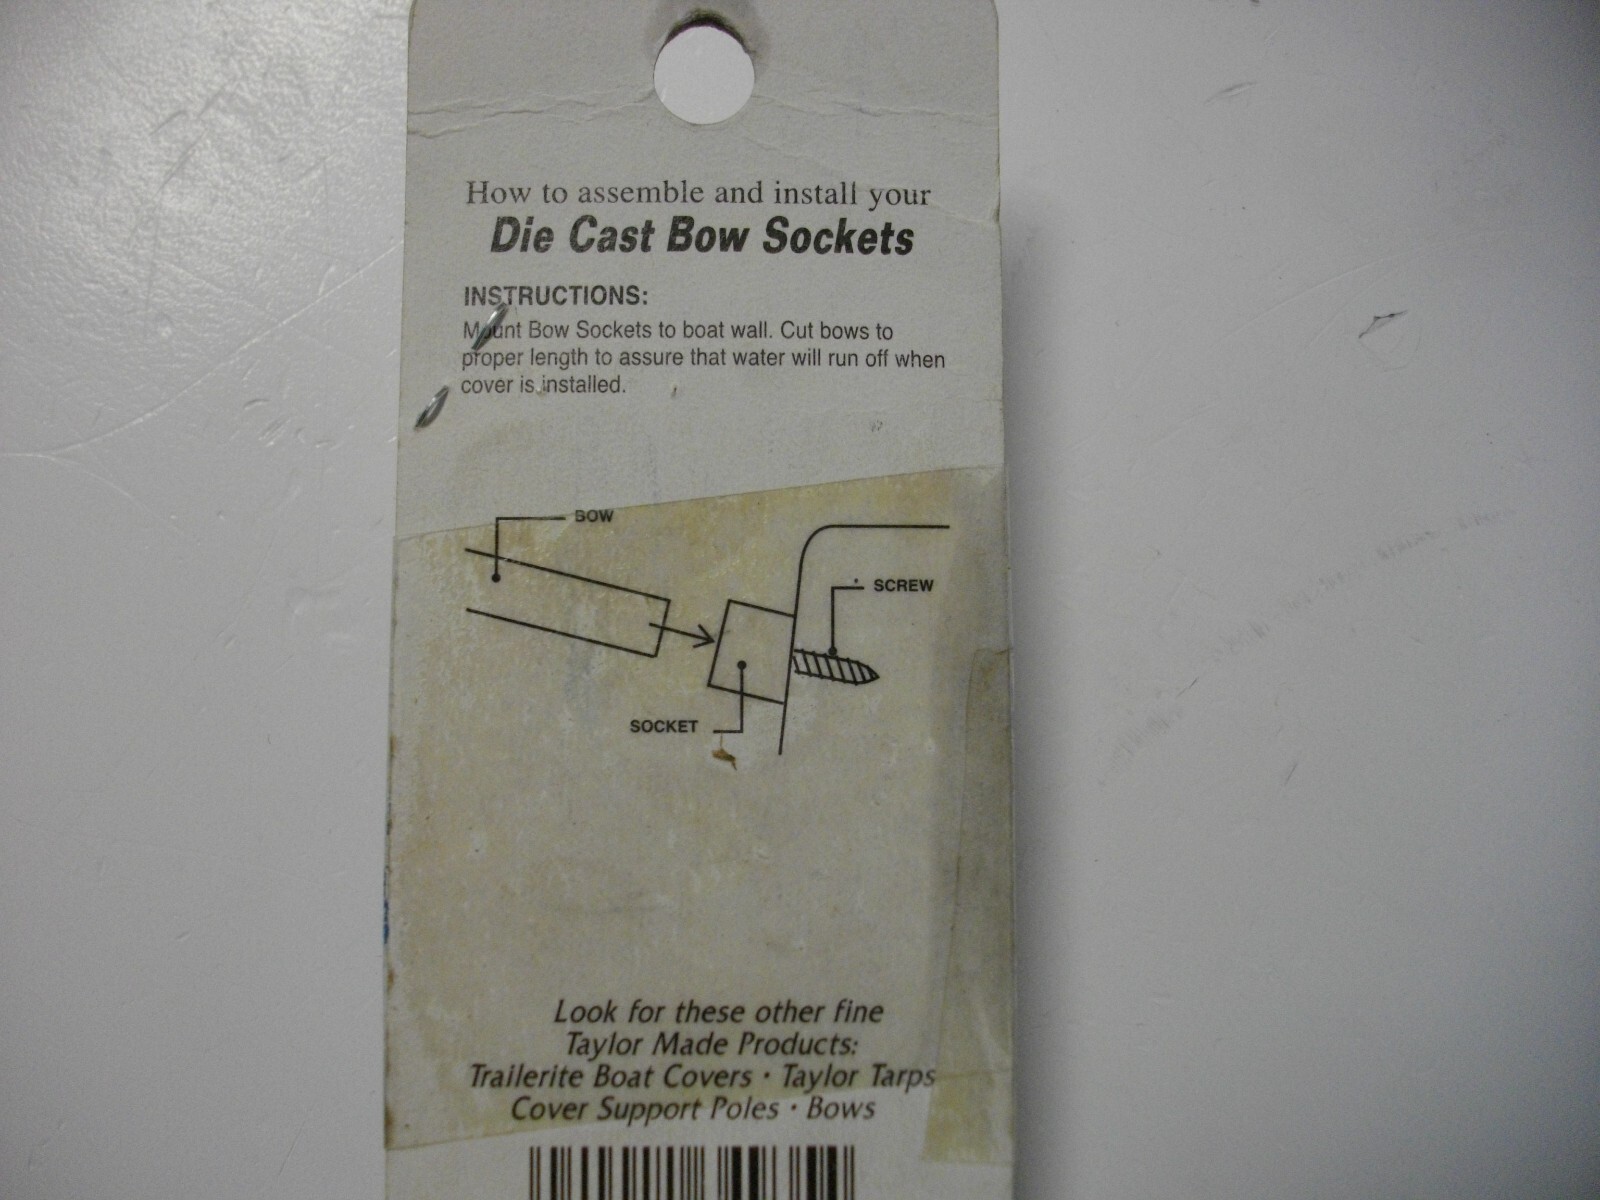 How to assemble and install your
Die Cast Bow Sockets
INSTRUCTIONS:
Mount Bow Sockets to boat wall. Cut bows to
proper length to assure that water will run off when
cover is installed.
BOW
SCREW
SOCKET
Look for these other fine
Taylor Made Products:
Trailerite Boat Covers · Taylor Tarps
Cover Support Poles · Bows